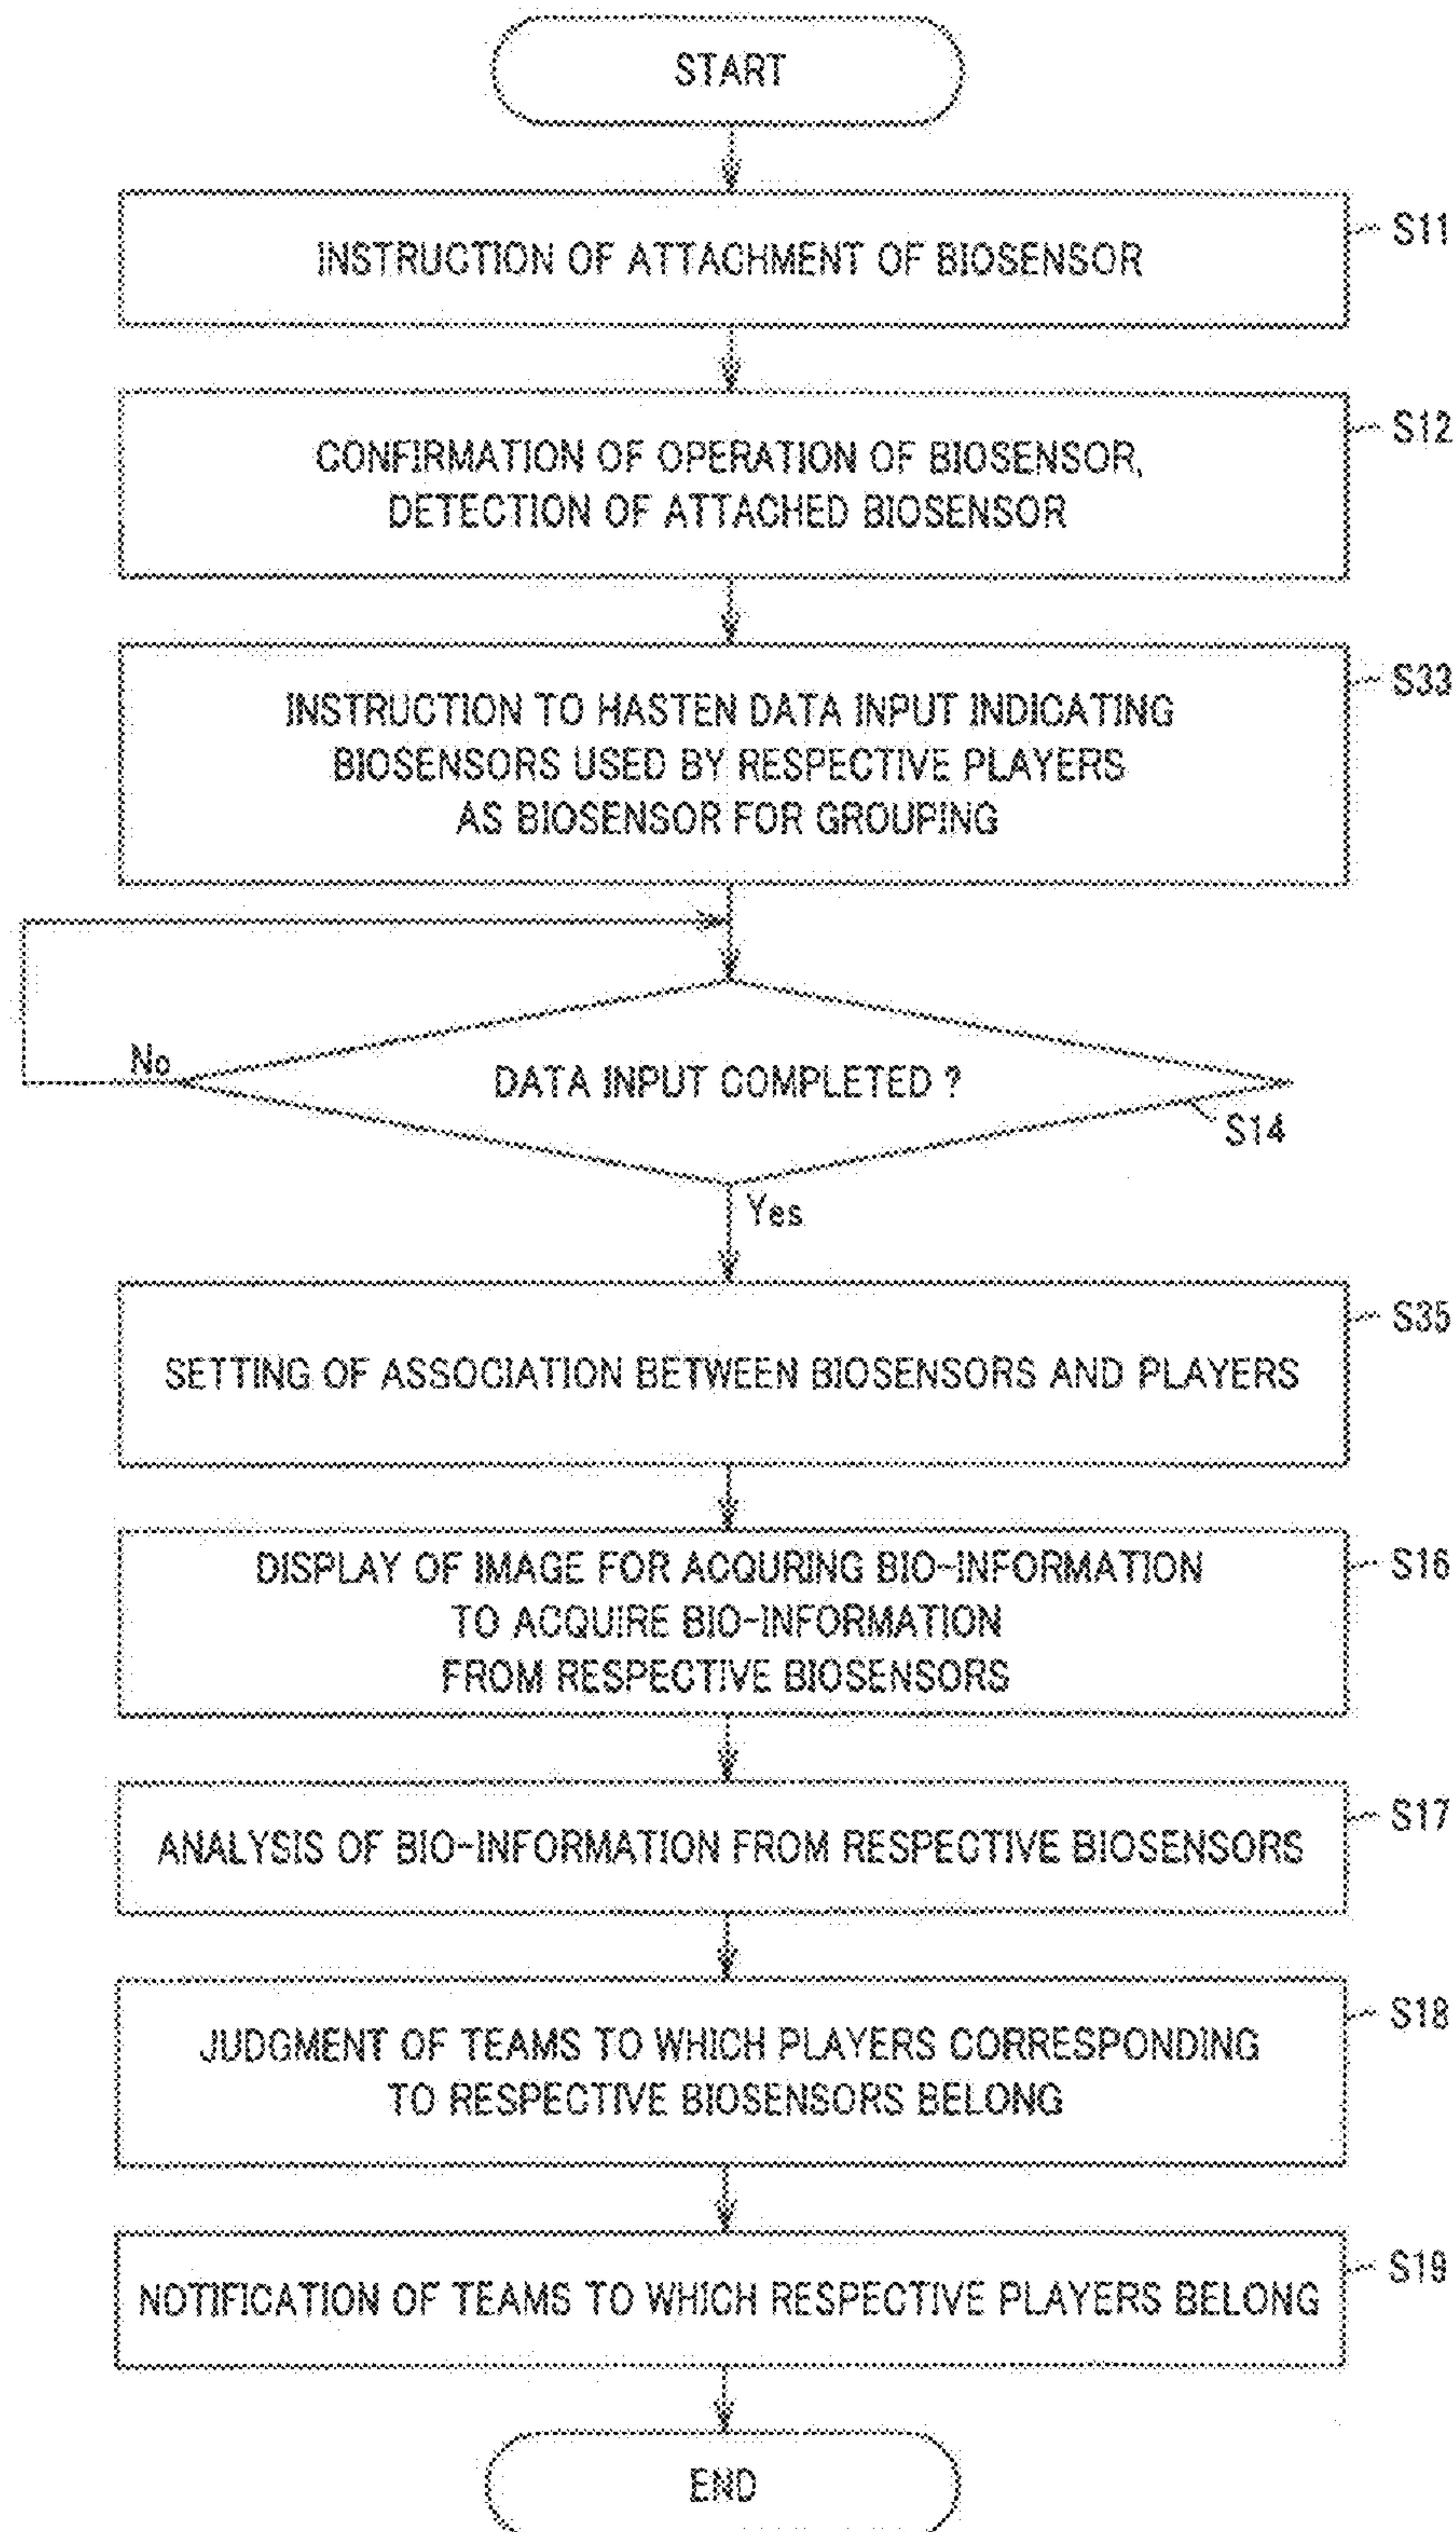 START
INSTRUCTION OF ATTACHMENT OF BIOSENSOR
S11
CONFIRMATION OF OPERATION OF BIOSENSOR,
DETECTION OF ATTACHED BIOSENSOR
S12
INSTRUCTION TO HASTEN DATA INPUT INDICATING
BIOSENSORS USED BY RESPECTIVE PLAYERS
AS BIOSENSOR FOR GROUPING
S33
No
DATA INPUT COMPLETED ?
S14
Yes
SETTING OF ASSOCIATION BETWEEN BIOSENSORS AND PLAYERS
S35
DISPLAY OF IMAGE FOR ACQURING BIO-INFORMATION
TO ACQUIRE BIO-INFORMATION
FROM RESPECTIVE BIOSENSORS
S16
ANALYSIS OF BIO-INFORMATION FROM RESPECTIVE BIOSENSORS
S17
JUDGMENT OF TEAMS TO WHICH PLAYERS CORRESPONDING
TO RESPECTIVE BIOSENSORS BELONG
S18
NOTIFICATION OF TEAMS TO WHICH RESPECTIVE PLAYERS BELONG
S19
END